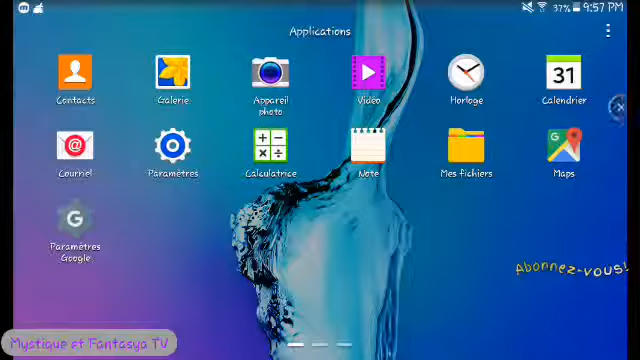 37% 9:57 PM
Applications
Contacts
Galerie
Appareil photo
Vidéo
Horloge
31
Calendrier
Courriel
Paramètres
Calculatrice
Note
Mes fichiers
G
Maps
G
Paramètres Google
Abonnez-vous!
Mystique et Fantasya TV